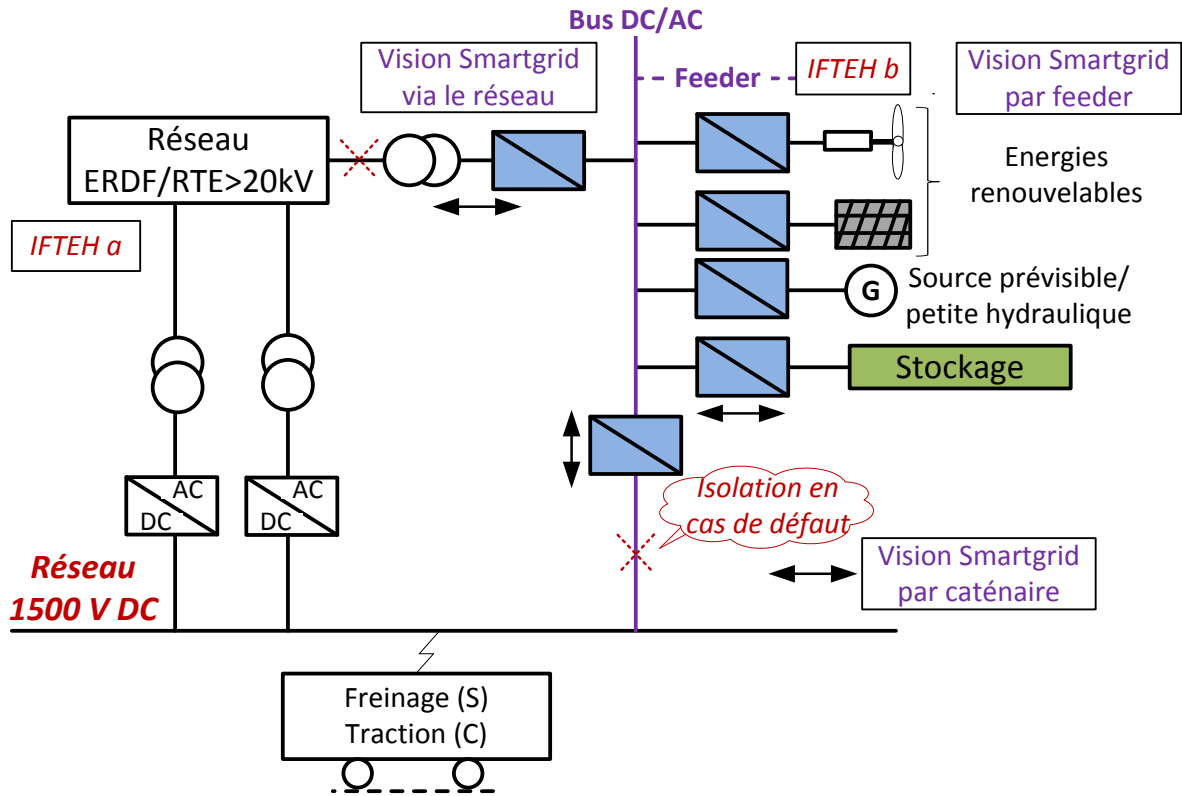 Bus DC/AC
Vision Smartgrid
via le réseau
Feeder
IFTEH b
Vision Smartgrid
par feeder
Réseau
ERDF/RTE>20kV
Energies
renouvelables
IFTEH a
G
Source prévisible/
petite hydraulique
Stockage
AC
DC
AC
DC
Isolation en
cas de défaut
Réseau
1500 V DC
Vision Smartgrid
par caténaire
Freinage (S)
Traction (C)